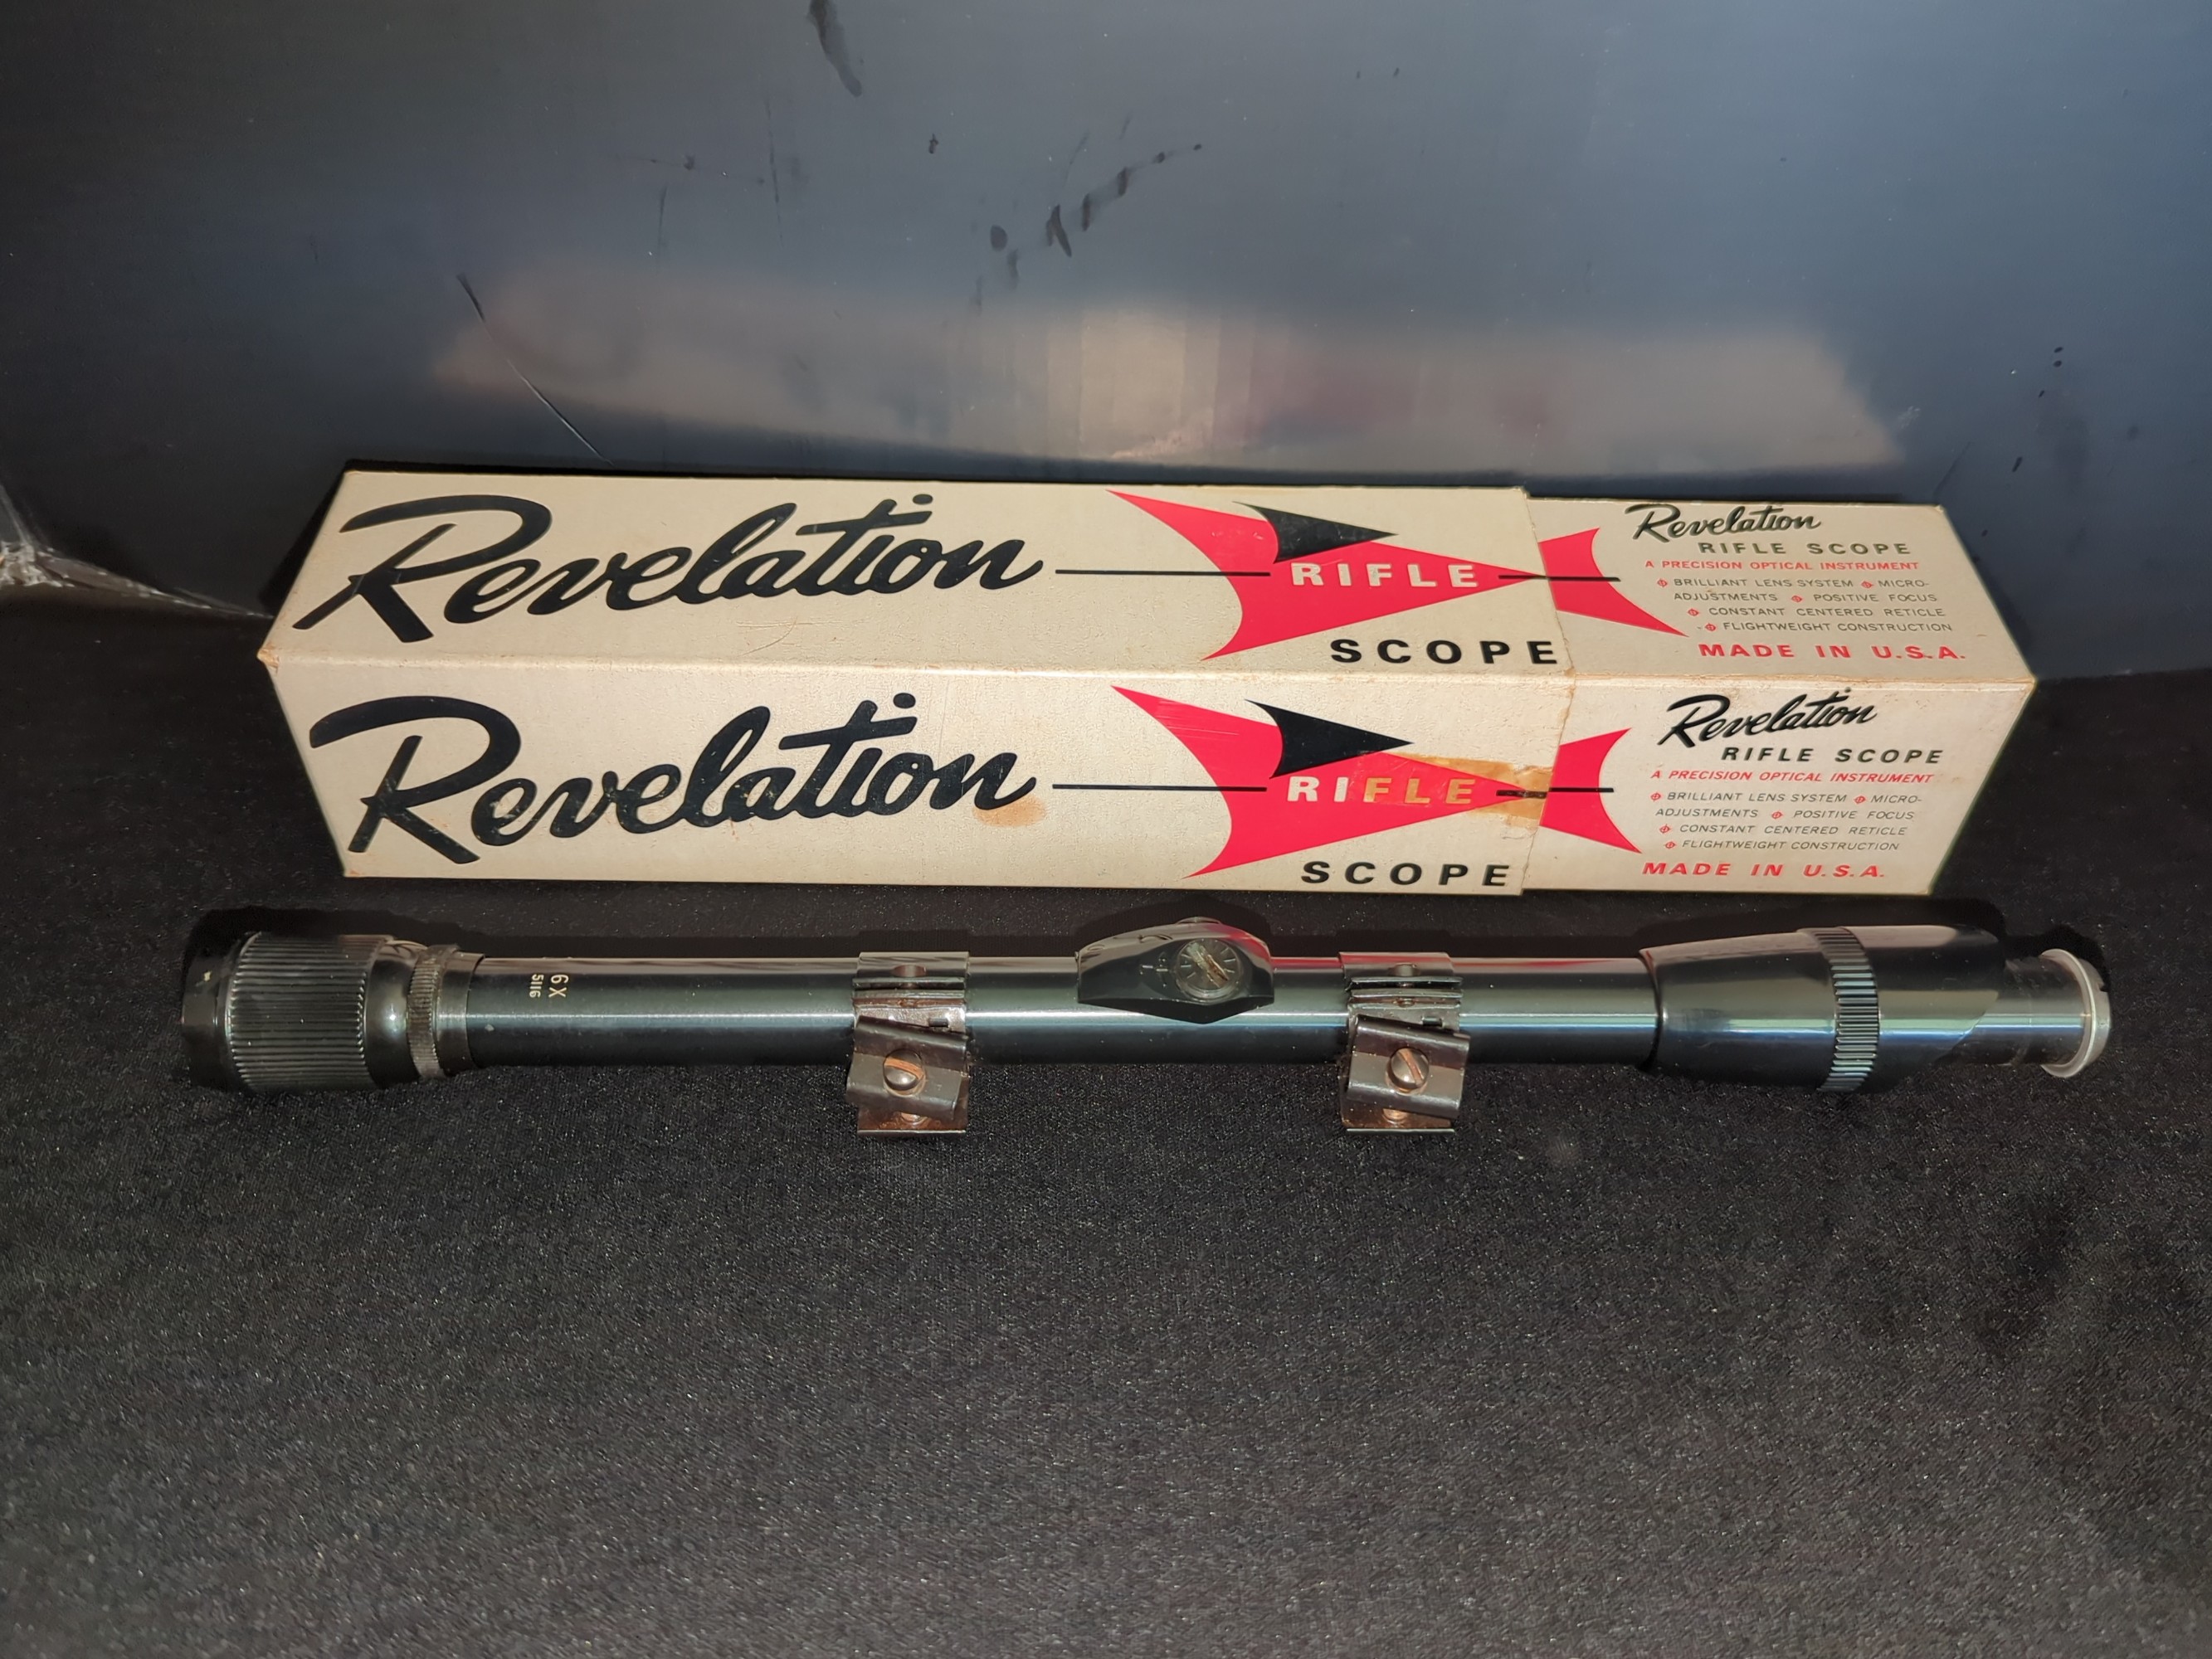 Revelation
RIFLE
SCOPE
Revelation
RIFLE SCOPE
A PRECISION OPTICAL INSTRUMENT
BRILLIANT LENS SYSTEM MICRO-
ADJUSTMENTS POSITIVE FOCUS
CONSTANT CENTERED RETICLE
FLIGHTWEIGHT CONSTRUCTION
MADE IN U.S.A.
Revelation
RIFLE
SCOPE
Revelation
RIFLE SCOPE
A PRECISION OPTICAL INSTRUMENT
BRILLIANT LENS SYSTEM MICRO-
ADJUSTMENTS POSITIVE FOCUS
CONSTANT CENTERED RETICLE
FLIGHTWEIGHT CONSTRUCTION
MADE IN U.S.A.
6X
5116